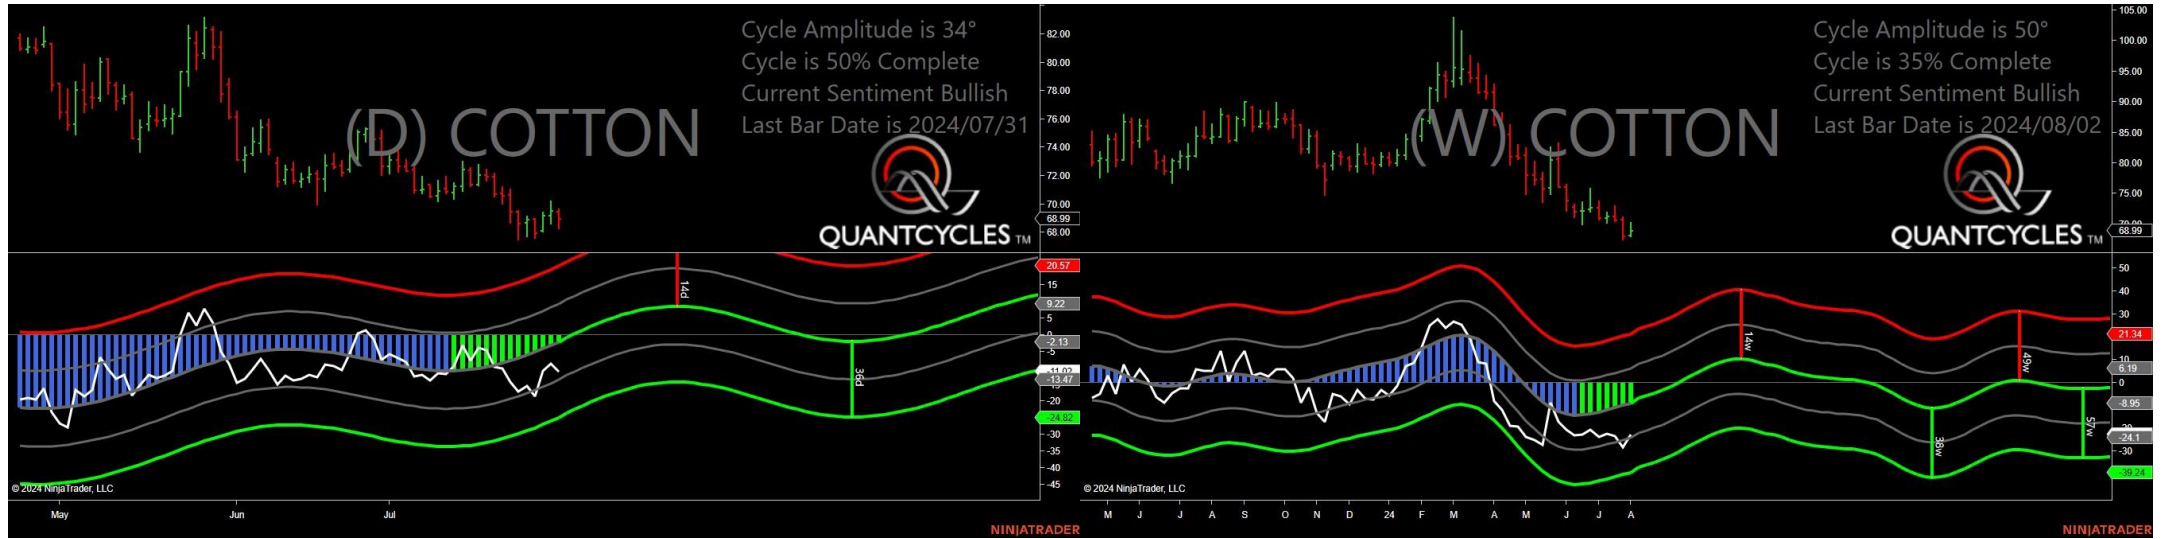 Cycle Amplitude is 34°
Cycle is 50% Complete
Current Sentiment Bullish
Last Bar Date is 2024/07/31
(D) COTTON
QUANTCYCLES TM
82.00
80.00
78.00
76.00
74.00
72.00
70.00
68.99
68.00
20.57
15
9.22
5
0
-2.13
-5
-13.47
-20
-24.82
-30
-35
-40
-45
14d
36d
© 2024 NinjaTrader, LLC
May Jun Jul
NINJATRADER
Cycle Amplitude is 50°
Cycle is 35% Complete
Current Sentiment Bullish
Last Bar Date is 2024/08/02
(W) COTTON
QUANTCYCLES TM
105.00
100.00
95.00
90.00
85.00
80.00
75.00
70.00
68.99
50
40
30
21.34
10
6.19
0
-8.95
-24.1
-30
-39.24
14w
38w
49w
57w
© 2024 NinjaTrader, LLC
M J J A S O N D 24 F M A M J J A
NINJATRADER